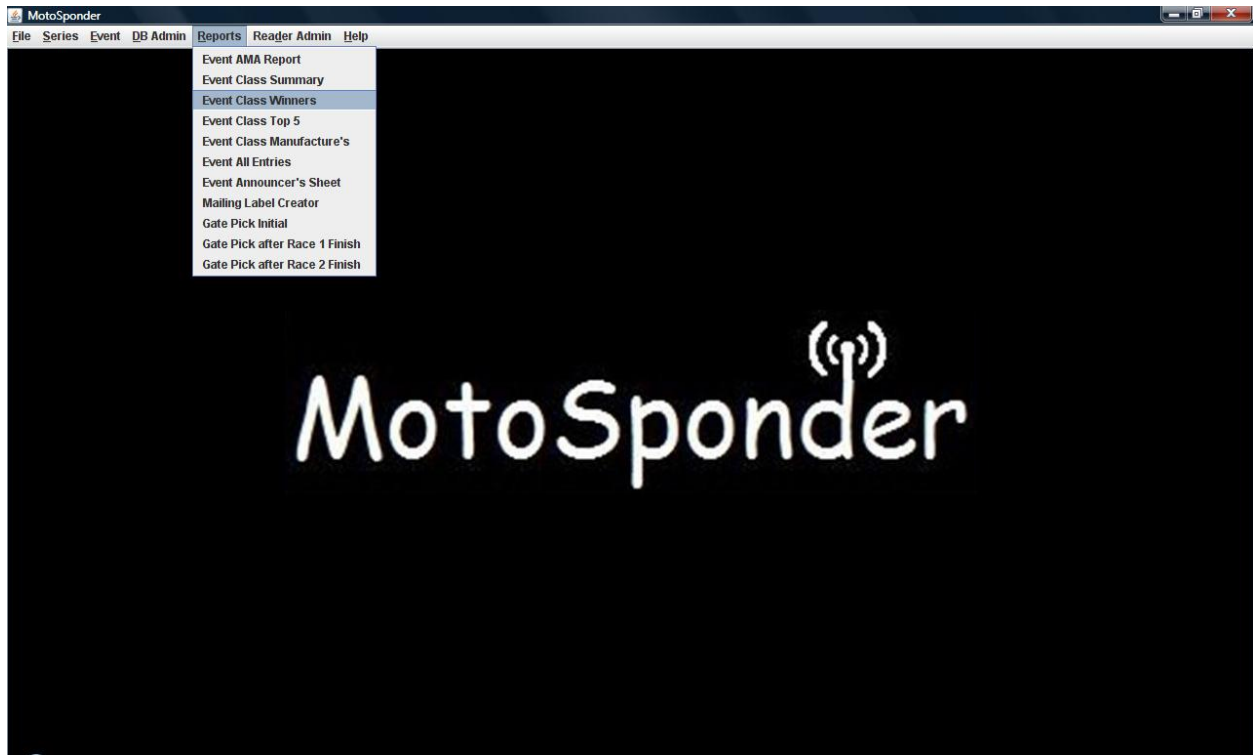 MotoSponder
File Series Event DB Admin Reports Reader Admin Help
Event AMA Report
Event Class Summary
Event Class Winners
Event Class Top 5
Event Class Manufacture's
Event All Entries
Event Announcer's Sheet
Mailing Label Creator
Gate Pick Initial
Gate Pick after Race 1 Finish
Gate Pick after Race 2 Finish
MotoSponder